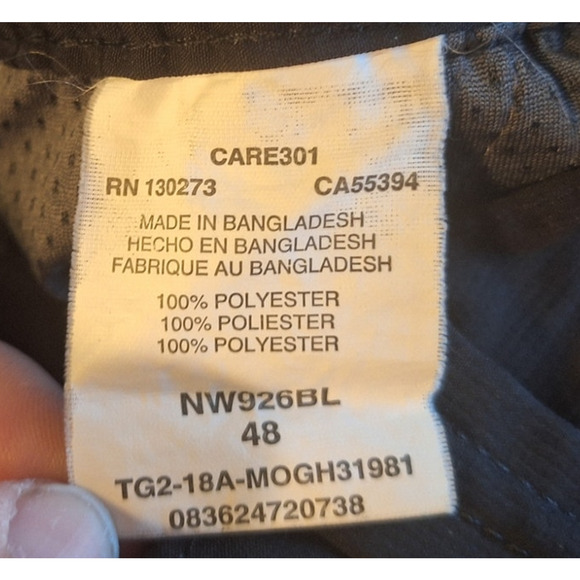 CARE301
RN 130273 CA55394
MADE IN BANGLADESH
HECHO EN BANGLADESH
FABRIQUE AU BANGLADESH
100% POLYESTER
100% POLIESTER
100% POLYESTER
NW926BL
48
TG2-18A-MOGH31981
083624720738